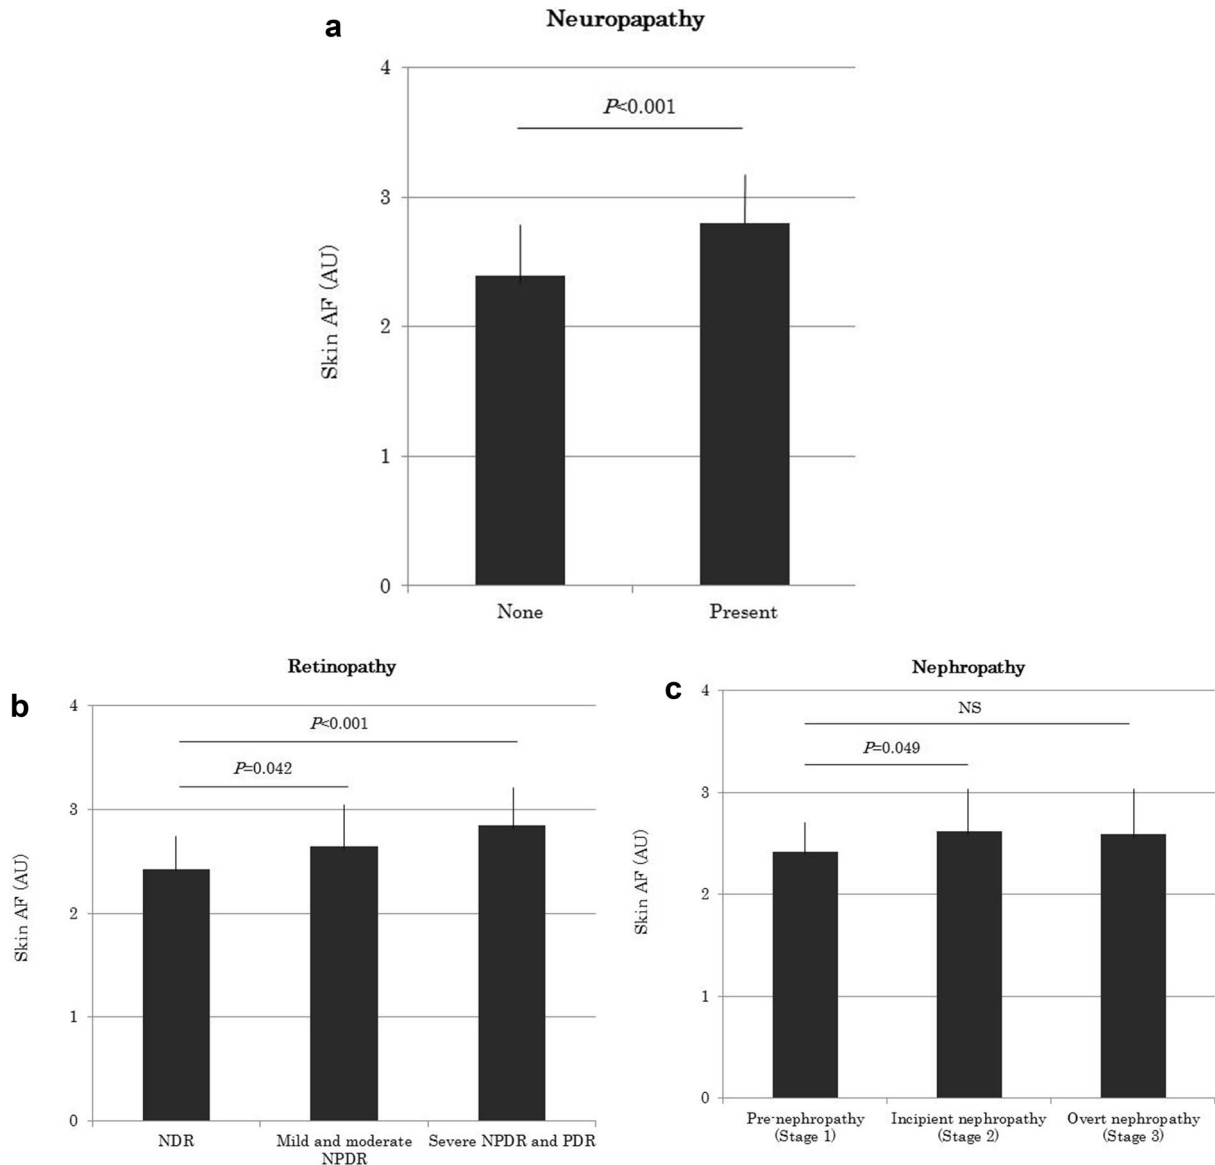 a
Neuropapathy
4
P<0.001
3
Skin AF (AU)
2
1
0
None Present
b
Retinopathy
4
P<0.001
P=0.042
3
Skin AF (AU)
2
1
0
NDR Mild and moderate Severe NPDR and PDR
NPDR
c
Nephropathy
4
NS
P=0.049
3
Skin AF (AU)
2
1
0
Pre-nephropathy Incipient nephropathy Overt nephropathy
(Stage 1) (Stage 2) (Stage 3)